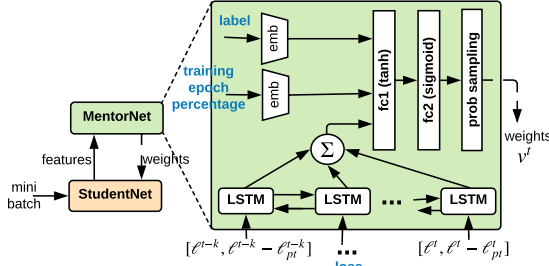 label
emb
training
epoch
percentage
emb
fc1 (tanh)
fc2 (sigmoid)
prob sampling
weights
v^t
MentorNet
features
weights
mini
batch
StudentNet
Σ
LSTM
LSTM
...
LSTM
[ℓ^{t-k}, ℓ^{t-k} − ℓ_{pt}^{t-k}]
...
[ℓ^t, ℓ^t − ℓ_{pt}^t]
loss